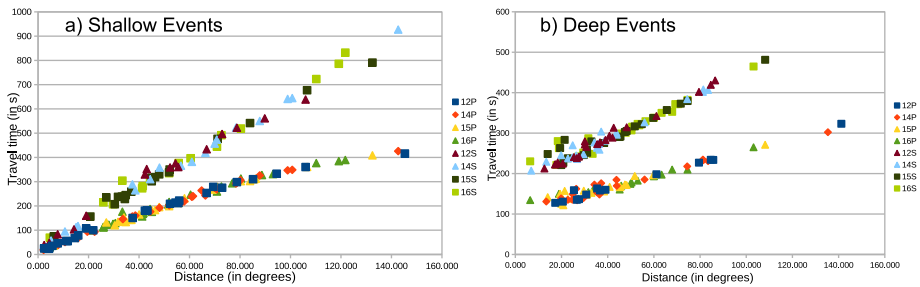 a) Shallow Events
1000
900
800
700
600
500
400
300
200
100
0
Travel time (in s)
0.000 20.000 40.000 60.000 80.000 100.000 120.000 140.000 160.000
Distance (in degrees)
12P
14P
15P
16P
12S
14S
15S
16S
b) Deep Events
600
500
400
300
200
100
0
Travel time (in s)
0.000 20.000 40.000 60.000 80.000 100.000 120.000 140.000 160.000
Distance (in degrees)
12P
14P
15P
16P
12S
14S
15S
16S